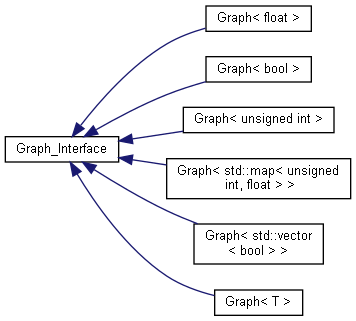 Graph< float >
Graph< bool >
Graph< unsigned int >
Graph_Interface
Graph< std::map< unsigned
int, float > >
Graph< std::vector
< bool > >
Graph< T >